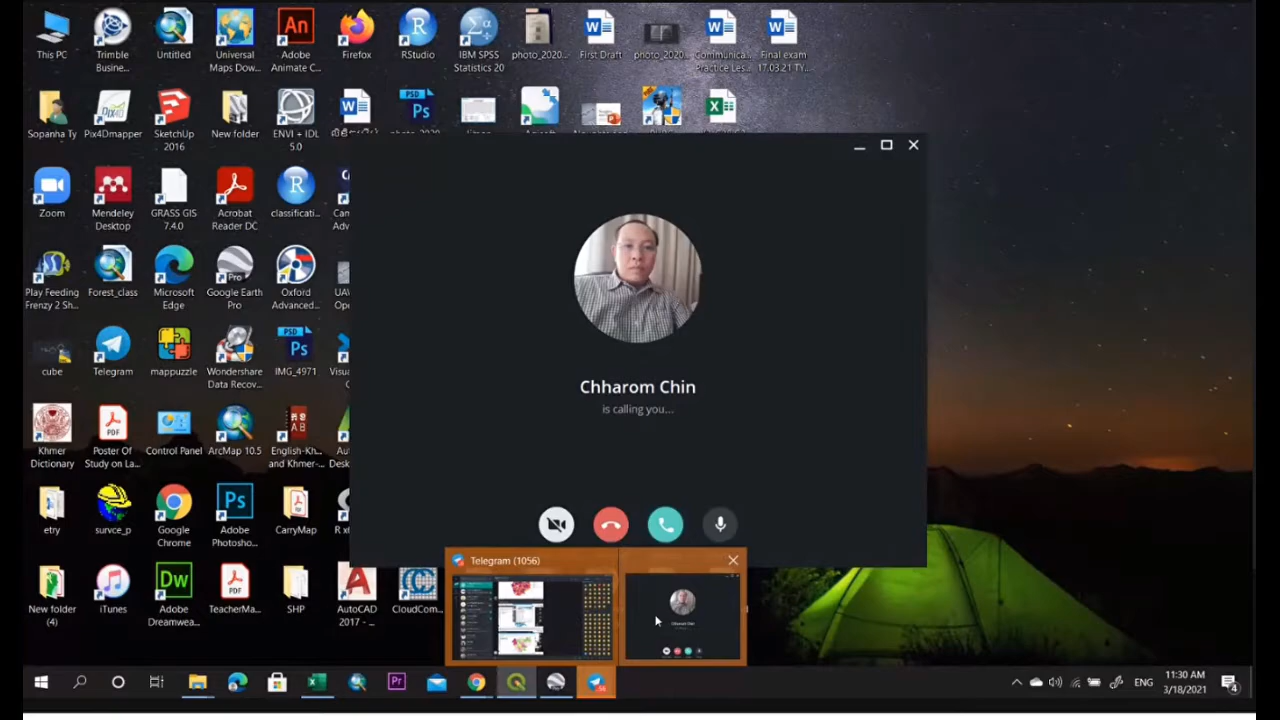 This PC
Trimble Busine...
Untitled
Universal Maps Dow...
Adobe Animate C...
Firefox
RStudio
IBM SPSS Statistics 20
photo_2020...
First Draft
photo_2020...
Communica... Practice Les...
Final exam 17.03.21 TY...
Sopanha Ty
Pix4Dmapper
SketchUp 2016
New folder
ENVI + IDL 5.0
Zoom
Mendeley Desktop
GRASS GIS 7.4.0
Acrobat Reader DC
classificati...
Play Feeding Frenzy 2 Sh...
Forest_class
Microsoft Edge
Google Earth Pro
Oxford Advanced...
Chharom Chin
is calling you...
cube
Telegram
mappuzzle
Wondershare Data Recov...
IMG_4971
Khmer Dictionary
Poster Of Study on La...
Control Panel
ArcMap 10.5
English-Kh... and Khmer-...
etry
survce_p
Google Chrome
Adobe Photosho...
CarryMap
Telegram (1056)
New folder (4)
iTunes
Adobe Dreamwea...
TeacherMa...
SHP
AutoCAD 2017 - ...
CloudCom...
ENG
11:30 AM
3/18/2021